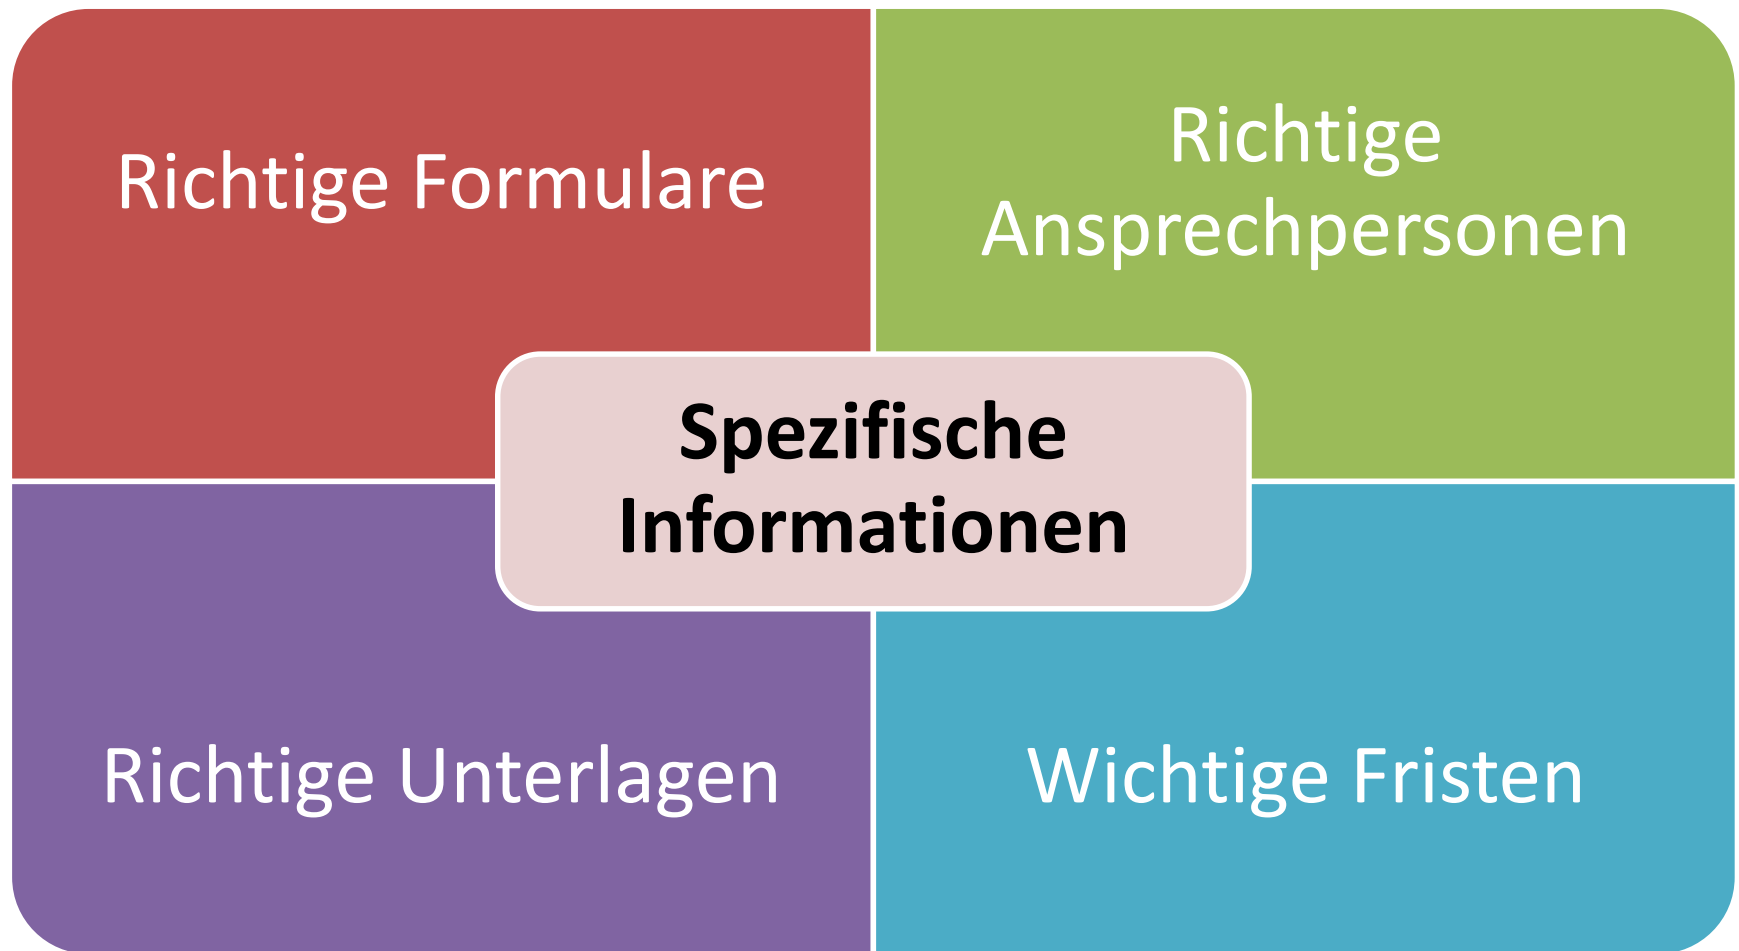 Richtige Formulare
Richtige
Ansprechpersonen
Spezifische
Informationen
Richtige Unterlagen
Wichtige Fristen